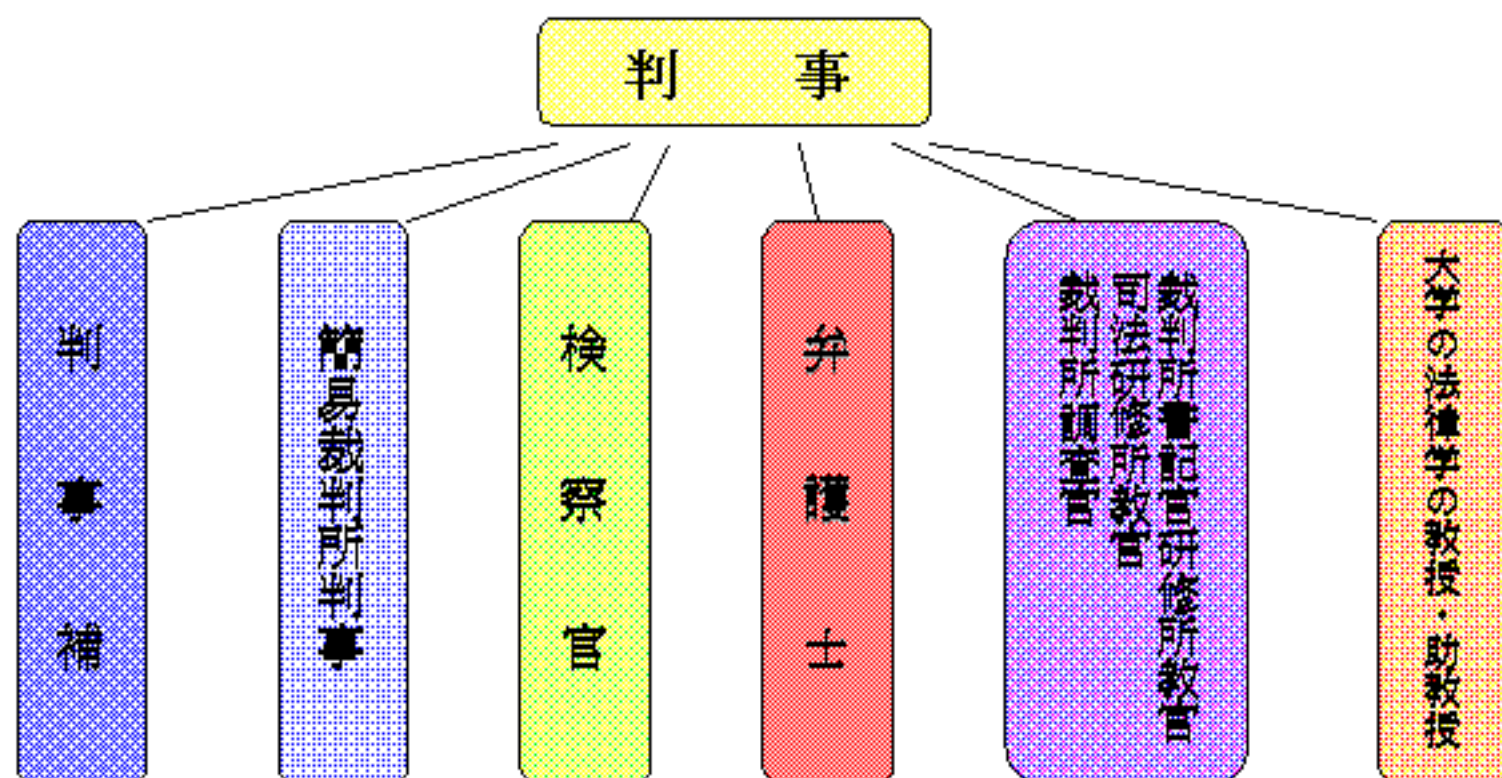 判事
判事補
簡易裁判所判事
検察官
弁護士
裁判所書記官研修所教官
司法研修所教官
裁判所調査官
大学の法律学の教授・助教授